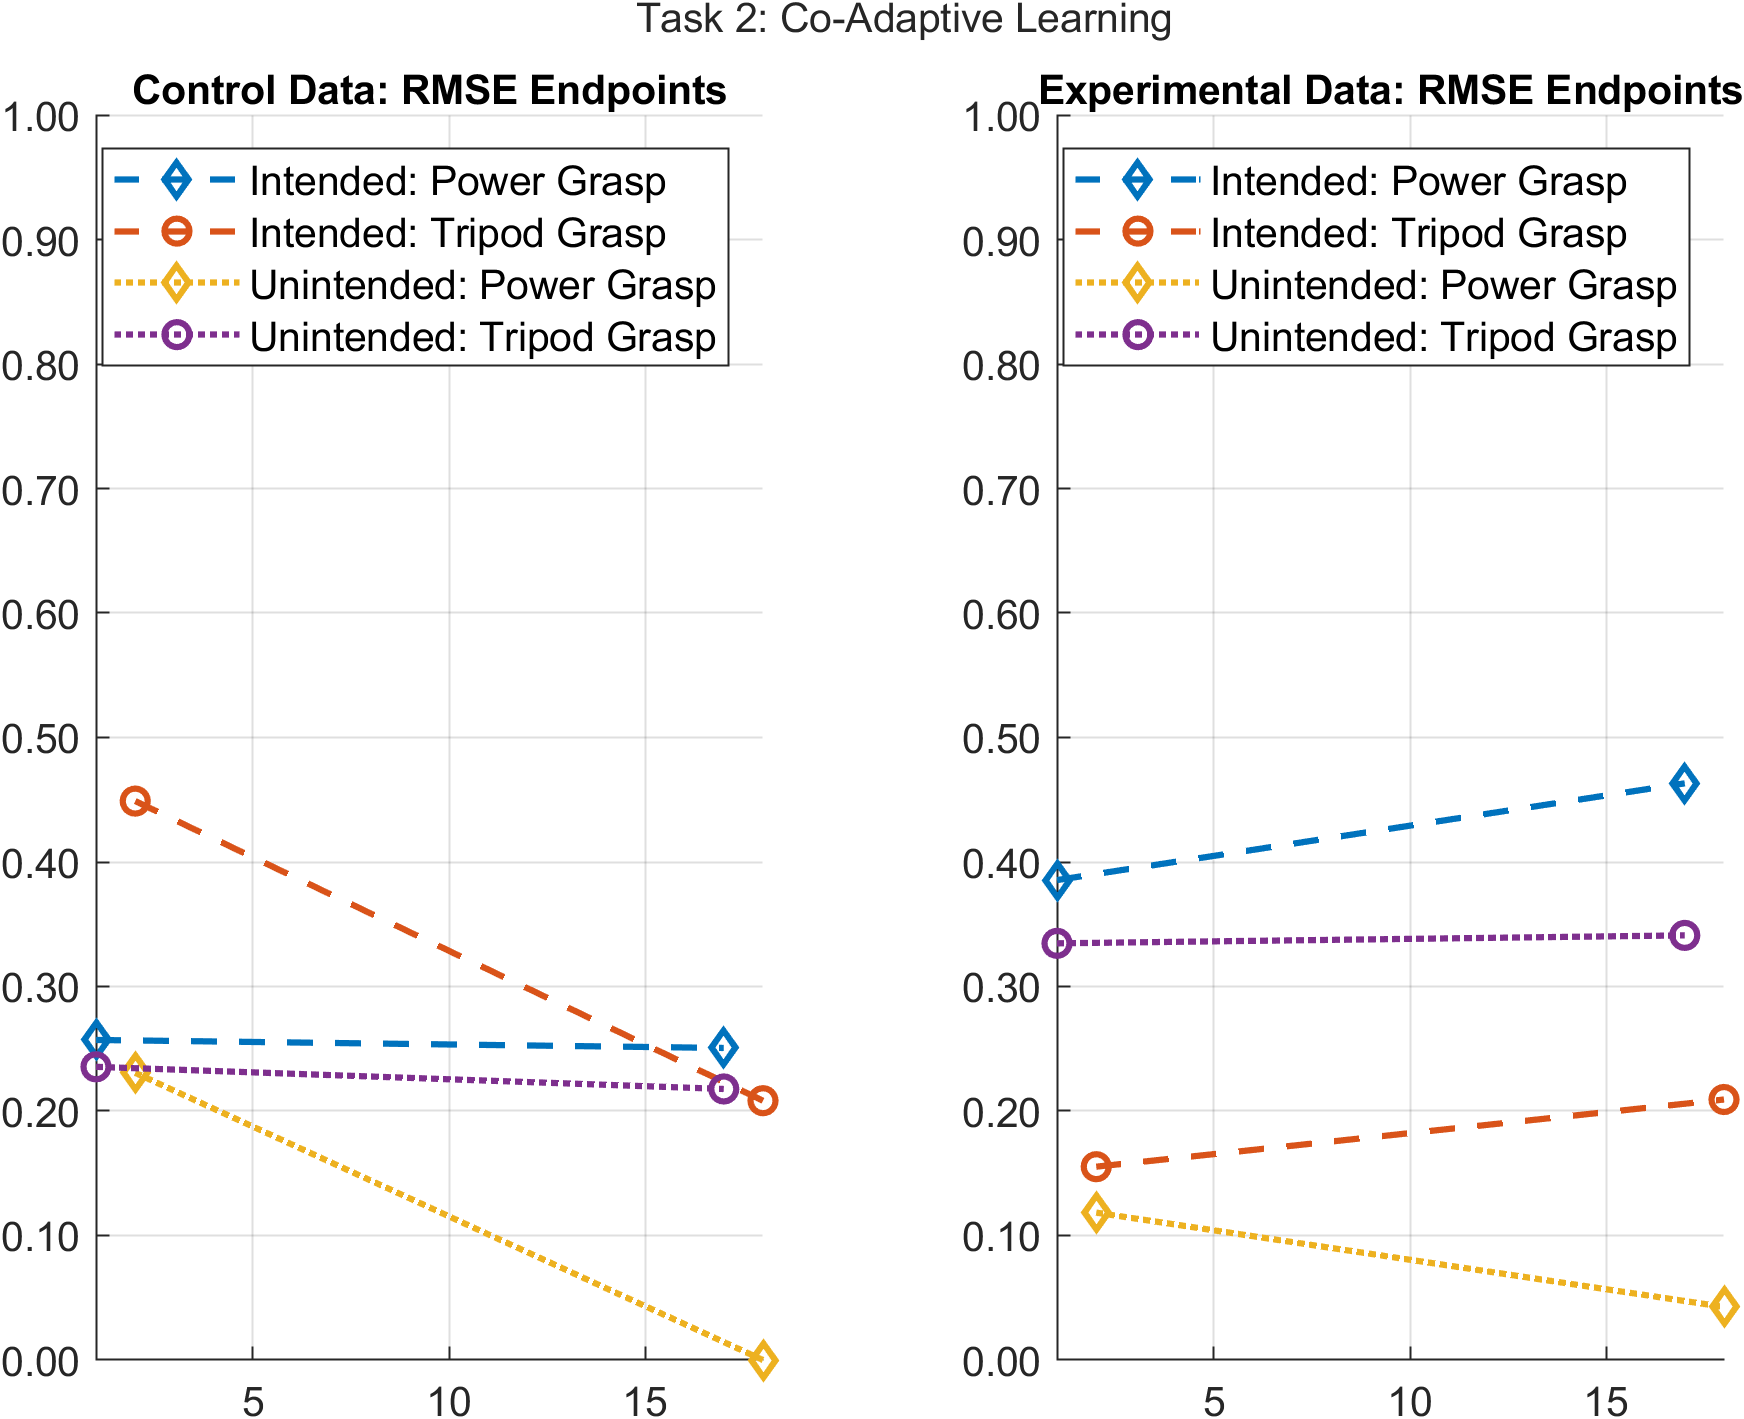 Task 2: Co-Adaptive Learning
Control Data: RMSE Endpoints
1.00
0.90
0.80
0.70
0.60
0.50
0.40
0.30
0.20
0.10
0.00
5
10
15
Intended: Power Grasp
Intended: Tripod Grasp
Unintended: Power Grasp
Unintended: Tripod Grasp
Experimental Data: RMSE Endpoints
1.00
0.90
0.80
0.70
0.60
0.50
0.40
0.30
0.20
0.10
0.00
5
10
15
Intended: Power Grasp
Intended: Tripod Grasp
Unintended: Power Grasp
Unintended: Tripod Grasp